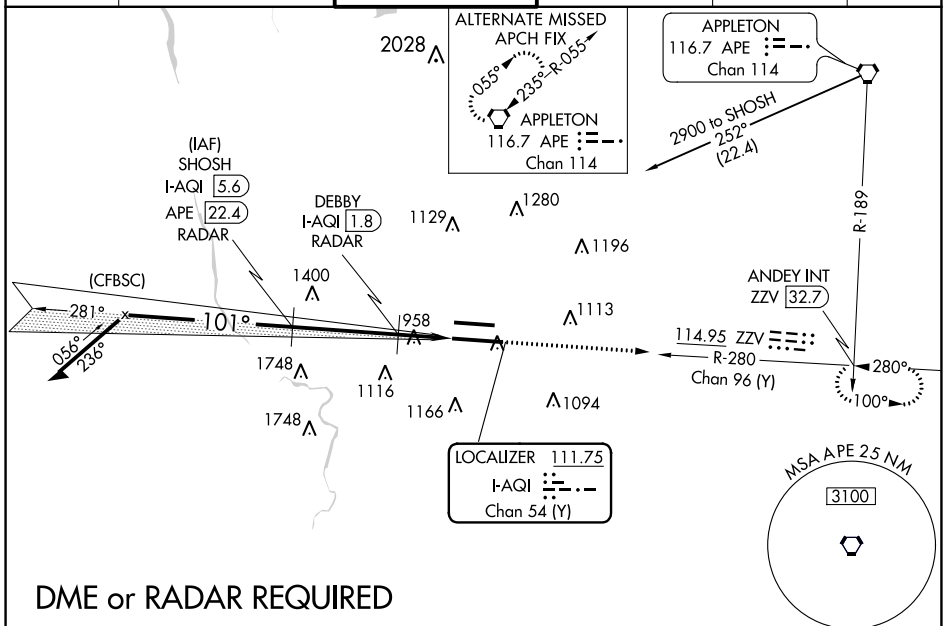 2028
ALTERNATE MISSED
APCH FIX
055°
235°
R-055
APPLETON
116.7 APE
Chan 114
APPLETON
116.7 APE
Chan 114
2900 to SHOSH
252°
(22.4)
R-189
(IAF)
SHOSH
I-AQI 5.6
APE 22.4
RADAR
DEBBY
I-AQI 1.8
RADAR
1129
1280
1196
1400
(CFBSC)
281°
101°
056°
236°
958
1113
ANDEY INT
ZZV 32.7
114.95 ZZV
R-280
Chan 96 (Y)
280°
100°
1748
1116
1748
1166
1094
LOCALIZER 111.75
I-AQI
Chan 54 (Y)
MSA APE 25 NM
3100
DME or RADAR REQUIRED